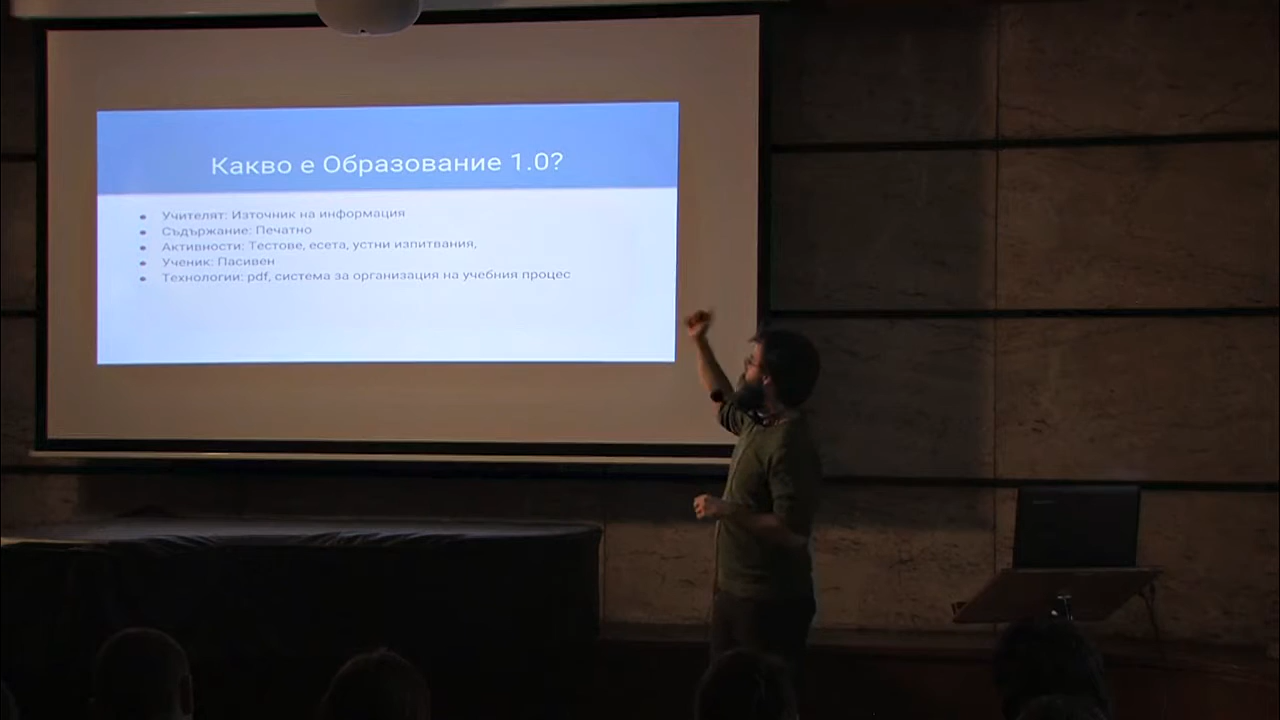 Какво е Образование 1.0?
Учителят: Източник на информация
Съдържание: Печатно
Активности: Тестове, есета, устни изпитвания,
Ученик: Пасивен
Технологии: pdf, система за организация на учебния процес